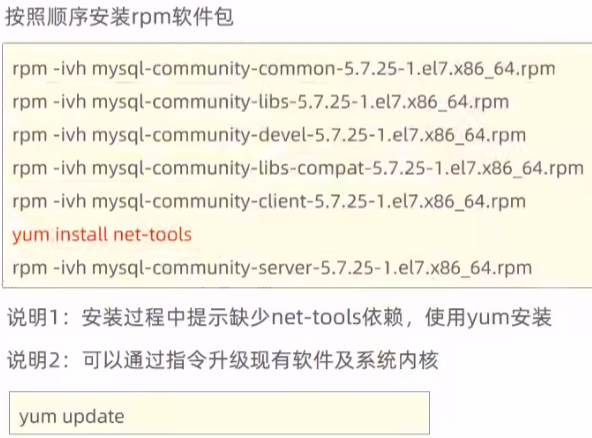 按照顺序安装rpm软件包
rpm -ivh mysql-community-common-5.7.25-1.el7.x86_64.rpm
rpm -ivh mysql-community-libs-5.7.25-1.el7.x86_64.rpm
rpm -ivh mysql-community-devel-5.7.25-1.el7.x86_64.rpm
rpm -ivh mysql-community-libs-compat-5.7.25-1.el7.x86_64.rpm
rpm -ivh mysql-community-client-5.7.25-1.el7.x86_64.rpm
yum install net-tools
rpm -ivh mysql-community-server-5.7.25-1.el7.x86_64.rpm
说明1：安装过程中提示缺少net-tools依赖，使用yum安装
说明2：可以通过指令升级现有软件及系统内核
yum update